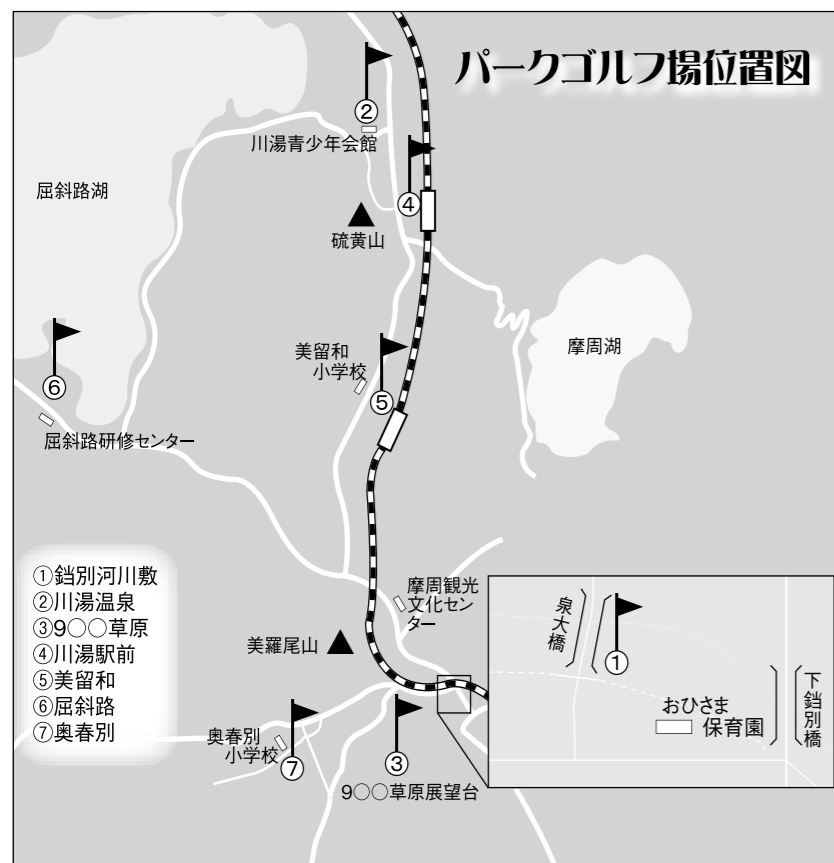 パークゴルフ場位置図
②
川湯青少年会館
屈斜路湖
④
硫黄山
摩周湖
美留和
小学校
⑤
⑥
屈斜路研修センター
①鐺別河川敷
②川湯温泉
③9〇〇草原
④川湯駅前
⑤美留和
⑥屈斜路
⑦奥春別
摩周観光
文化セン
ター
美羅尾山
泉大橋
①
おひさま
保育園
下鐺別橋
奥春別
小学校
⑦
③
9〇〇草原展望台